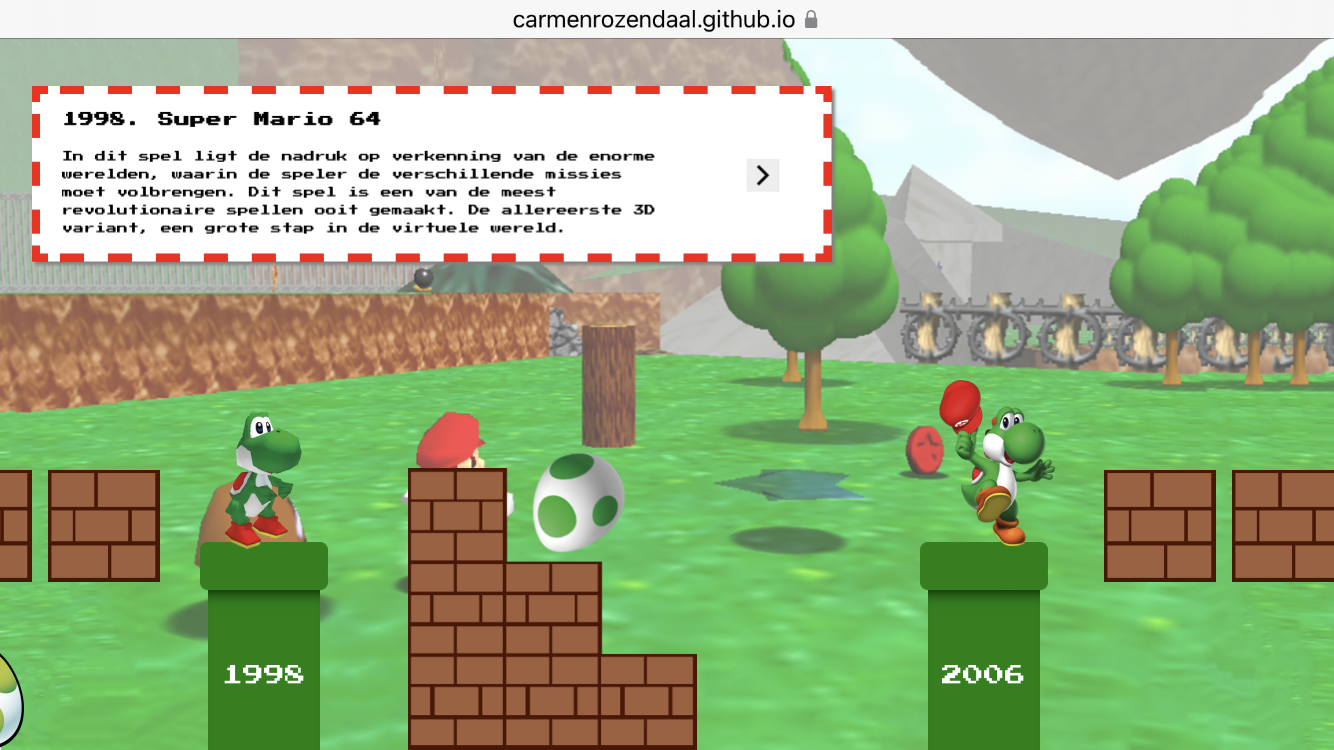 carmenrozendaal.github.io
1998. Super Mario 64
In dit spel ligt de nadruk op verkenning van de enorme
werelden, waarin de speler de verschillende missies
moet volbrengen. Dit spel is een van de meest
revolutionaire spellen ooit gemaakt. De allereerste 3D
variant, een grote stap in de virtuele wereld.
1998
2006